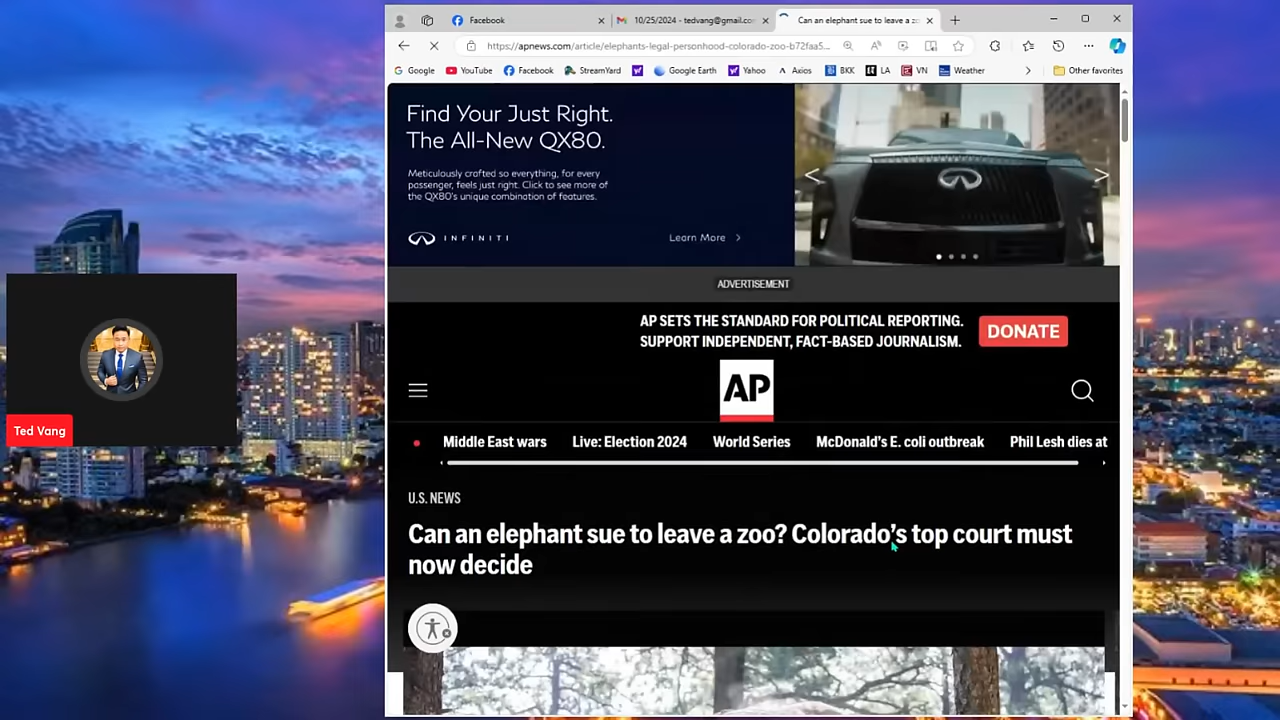 Facebook
10/25/2024 - tedvang@gmail.co
Can an elephant sue to leave a z
https://apnews.com/article/elephants-legal-personhood-colorado-zoo-b72faa5...
Google
YouTube
Facebook
StreamYard
Google Earth
Yahoo
Axios
BKK
LA
VN
Weather
Other favorites
Find Your Just Right.
The All-New QX80.
Meticulously crafted so everything, for every
passenger, feels just right. Click to see more of
the QX80's unique combination of features.
INFINITI
Learn More
ADVERTISEMENT
AP SETS THE STANDARD FOR POLITICAL REPORTING.
SUPPORT INDEPENDENT, FACT-BASED JOURNALISM.
DONATE
AP
Middle East wars
Live: Election 2024
World Series
McDonald's E. coli outbreak
Phil Lesh dies at
U.S. NEWS
Can an elephant sue to leave a zoo? Colorado's top court must
now decide
Ted Vang